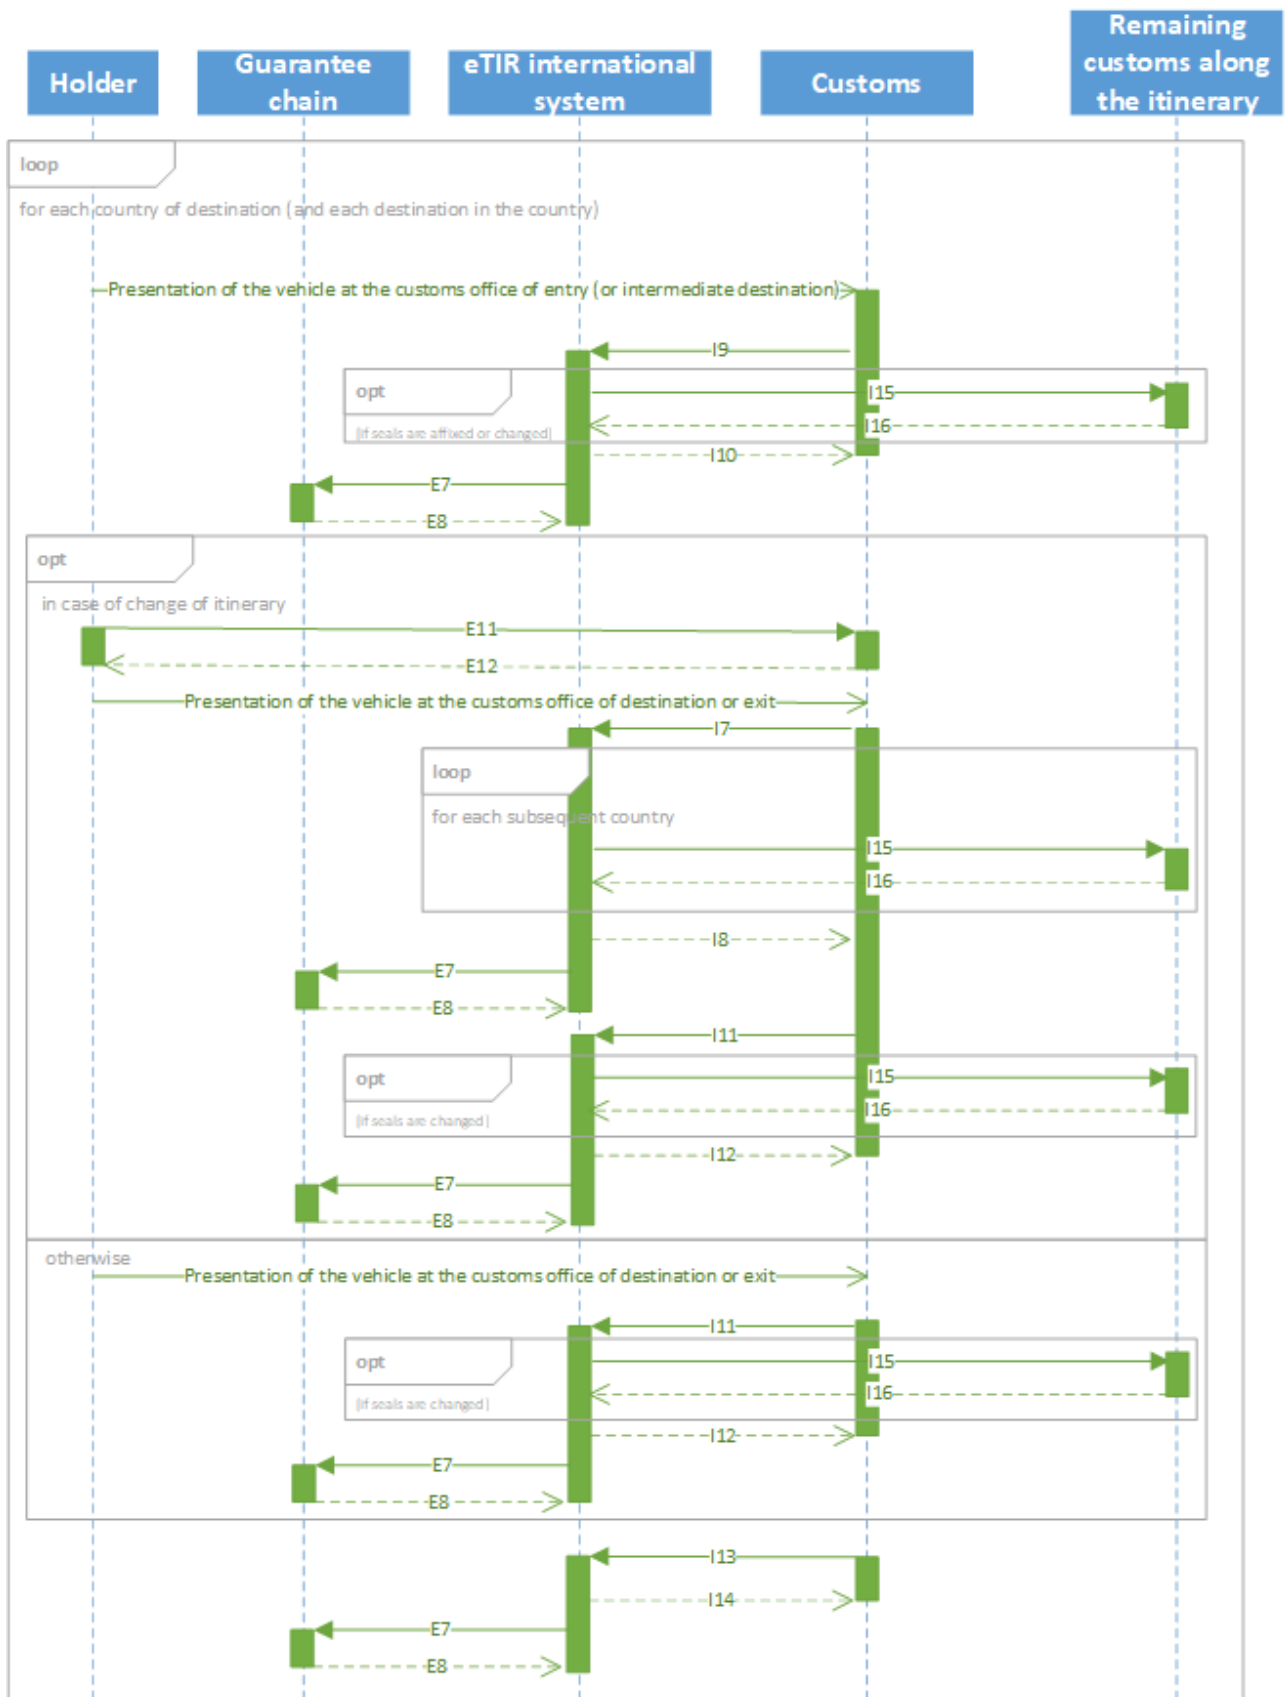 Holder
Guarantee
chain
eTIR international
system
Customs
Remaining
customs along
the itinerary
loop
for each country of destination (and each destination in the country)
Presentation of the vehicle at the customs office of entry (or intermediate destination)
I9
opt
I15
I16
(if seals are affixed or changed)
I10
E7
E8
opt
in case of change of itinerary
E11
E12
Presentation of the vehicle at the customs office of destination or exit
I7
loop
for each subsequent country
I15
I16
I8
E7
E8
I11
opt
I15
I16
(if seals are changed)
I12
E7
E8
otherwise
Presentation of the vehicle at the customs office of destination or exit
I11
opt
I15
I16
(if seals are changed)
I12
E7
E8
I13
I14
E7
E8